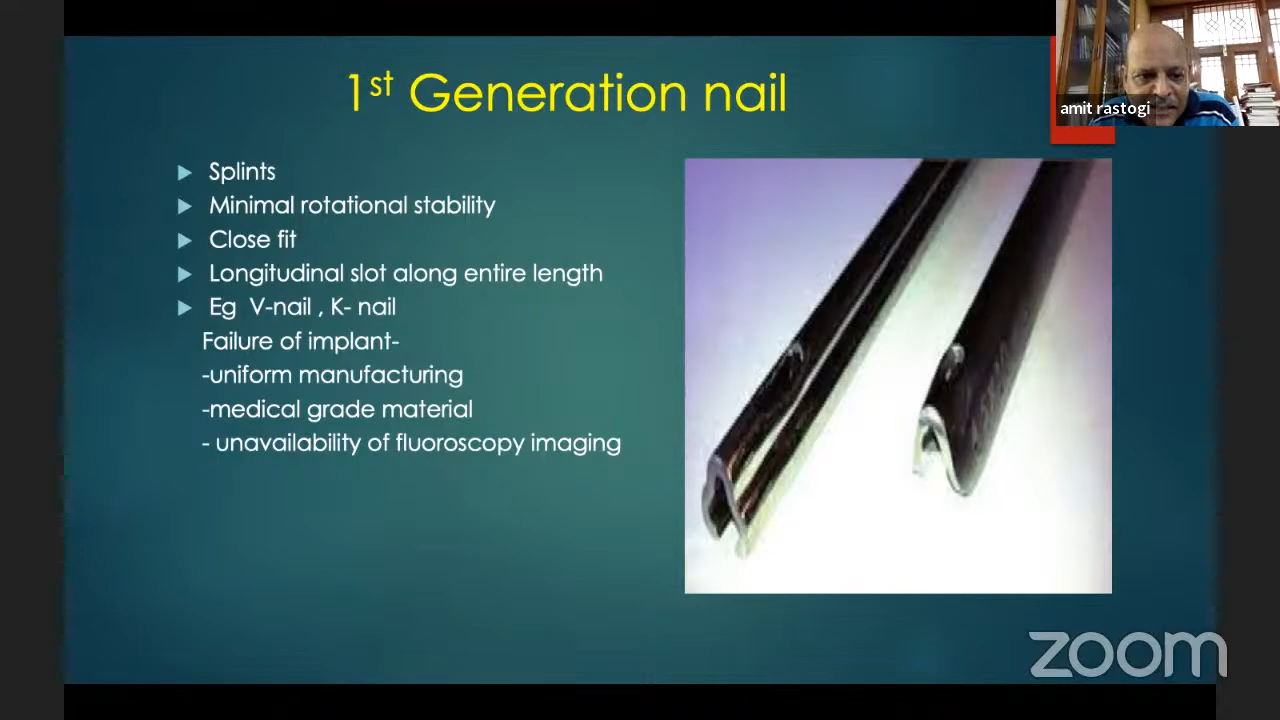 1st Generation nail
amit rastogi
Splints
Minimal rotational stability
Close fit
Longitudinal slot along entire length
Eg V-nail , K- nail
Failure of implant-
-uniform manufacturing
-medical grade material
- unavailability of fluoroscopy imaging
zoom